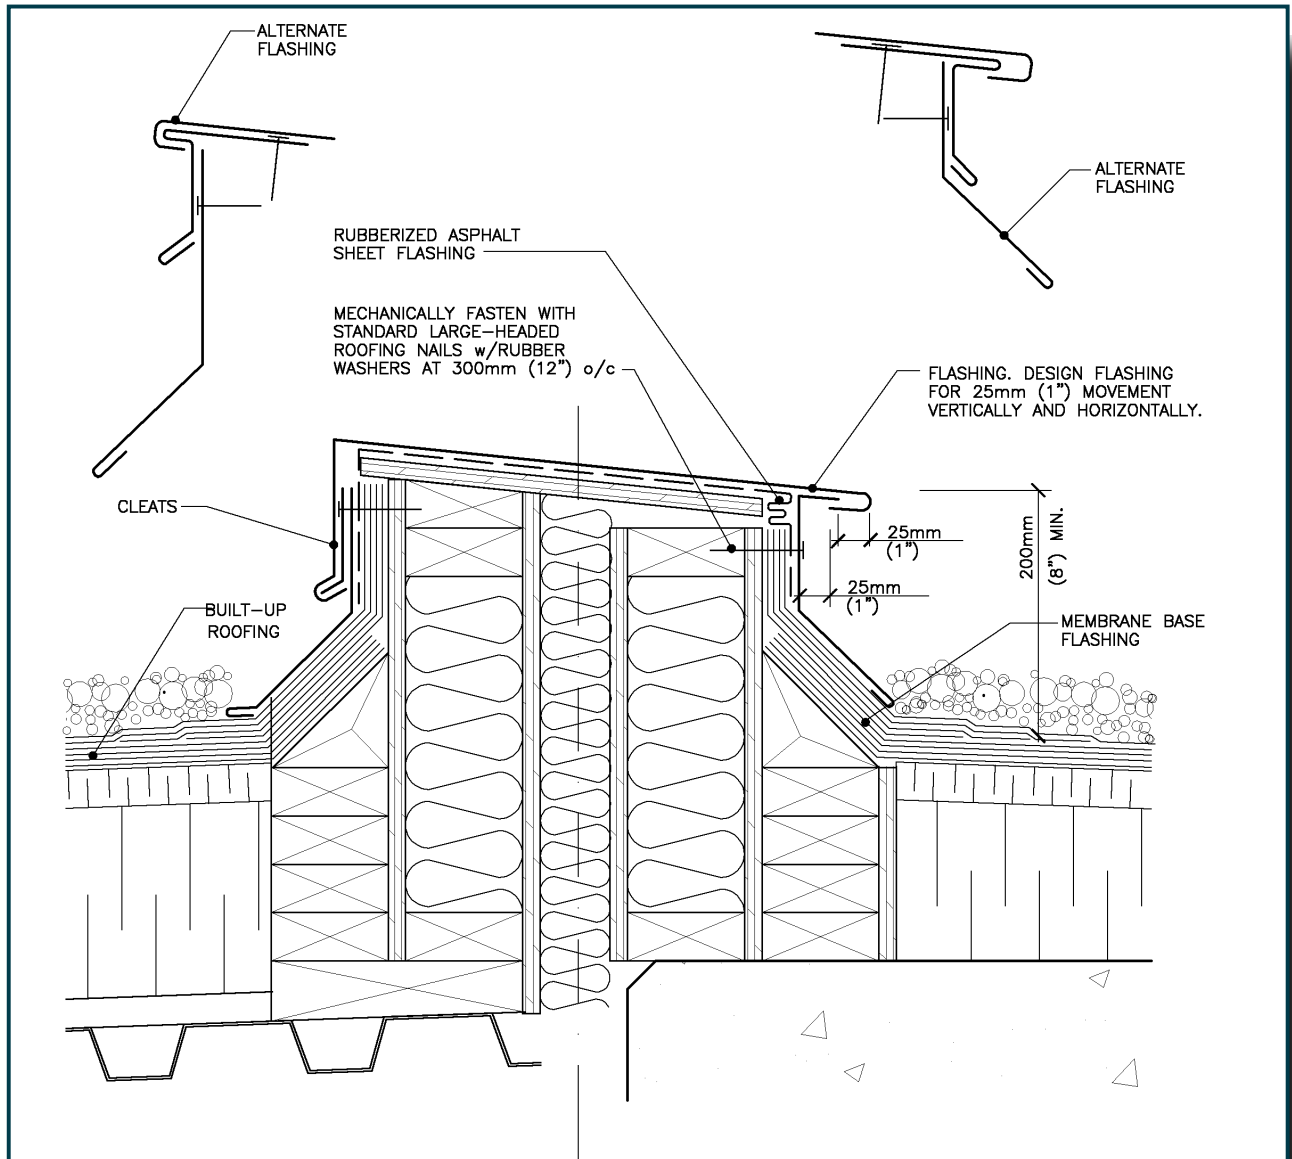 ALTERNATE
FLASHING
ALTERNATE
FLASHING
RUBBERIZED ASPHALT
SHEET FLASHING
MECHANICALLY FASTEN WITH
STANDARD LARGE-HEADED
ROOFING NAILS w/RUBBER
WASHERS AT 300mm (12") o/c
FLASHING. DESIGN FLASHING
FOR 25mm (1") MOVEMENT
VERTICALLY AND HORIZONTALLY.
CLEATS
25mm
(1")
200mm
(8") MIN.
25mm
(1")
BUILT-UP
ROOFING
MEMBRANE BASE
FLASHING